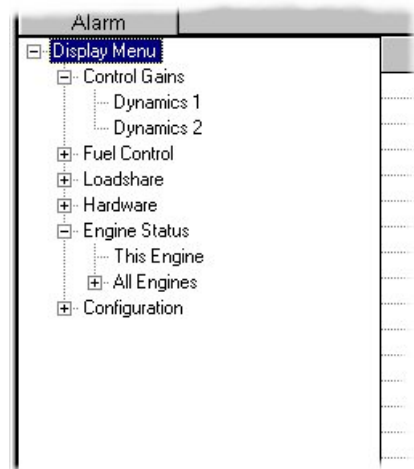 Alarm
Display Menu
Control Gains
Dynamics 1
Dynamics 2
Fuel Control
Loadshare
Hardware
Engine Status
This Engine
All Engines
Configuration